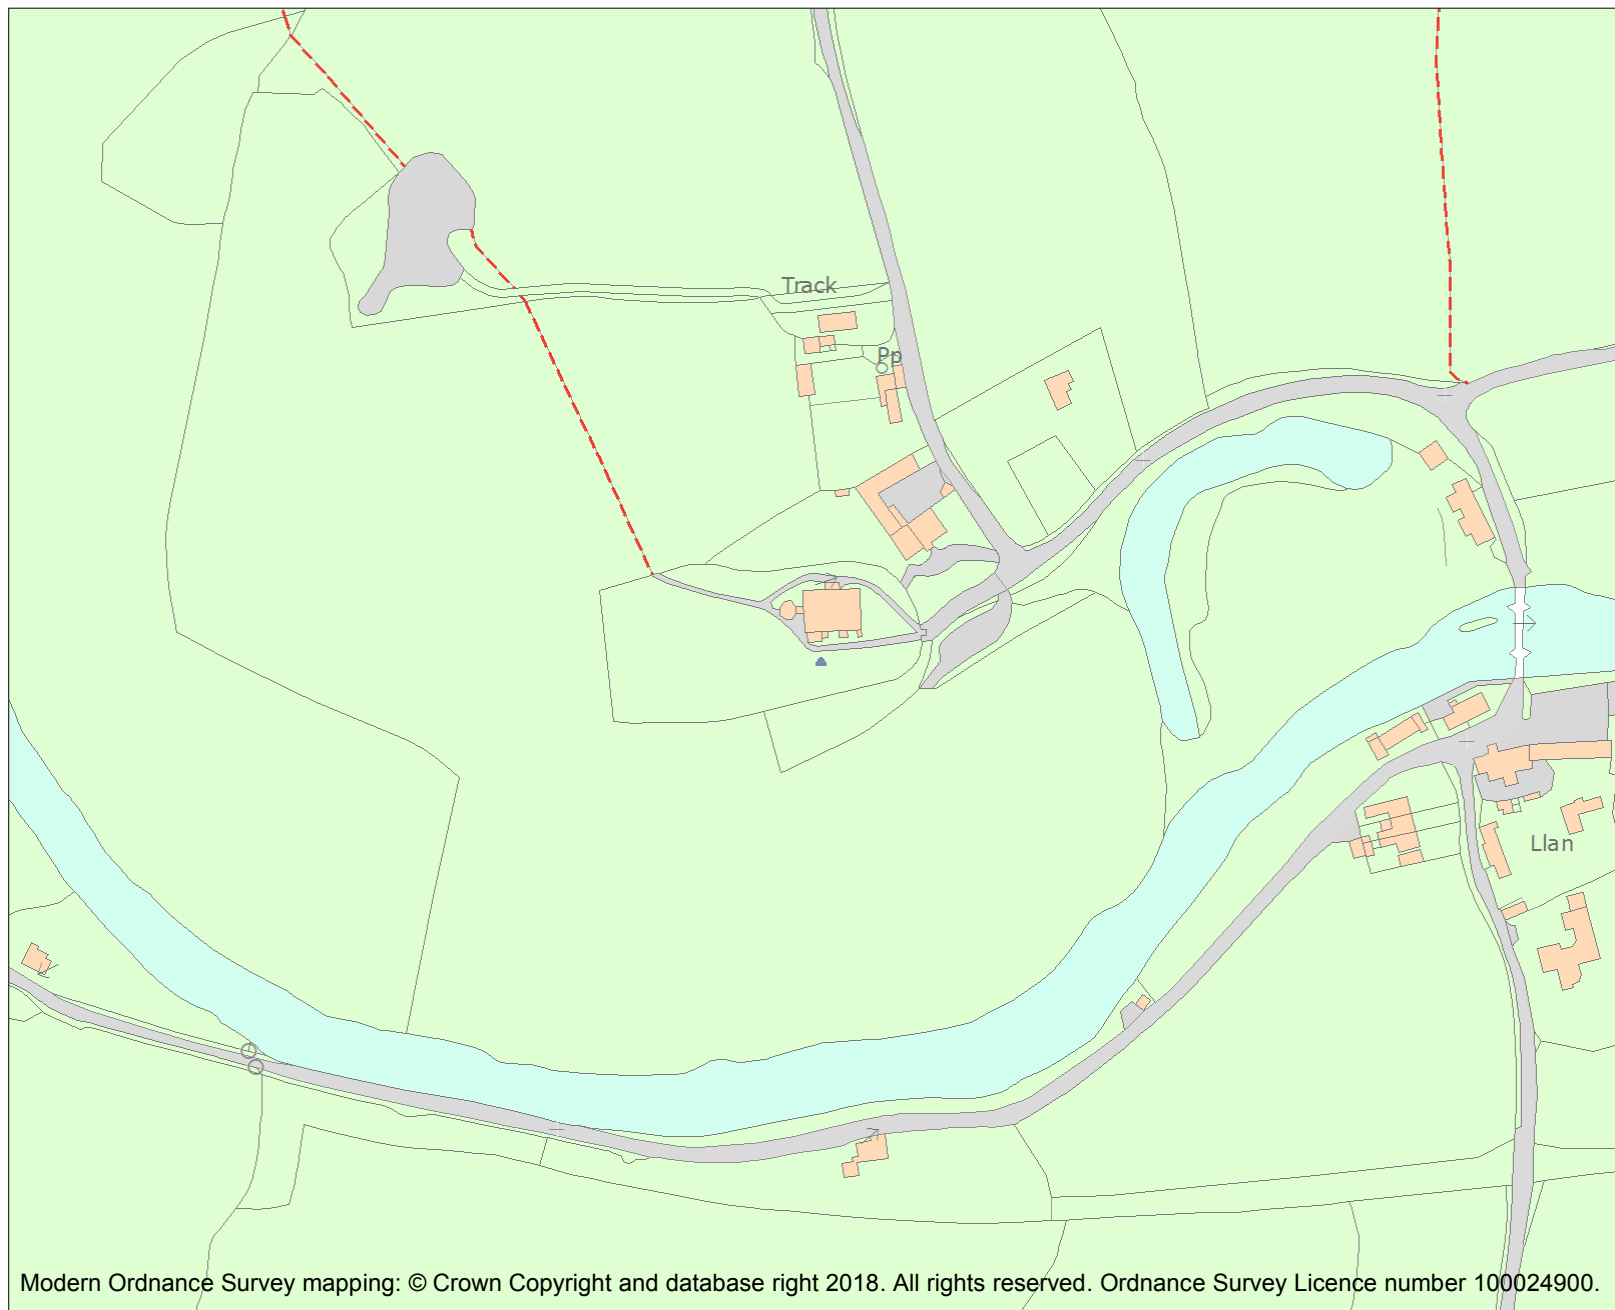 Track
Pp
Llan
Modern Ordnance Survey mapping: © Crown Copyright and database right 2018. All rights reserved. Ordnance Survey Licence number 100024900.